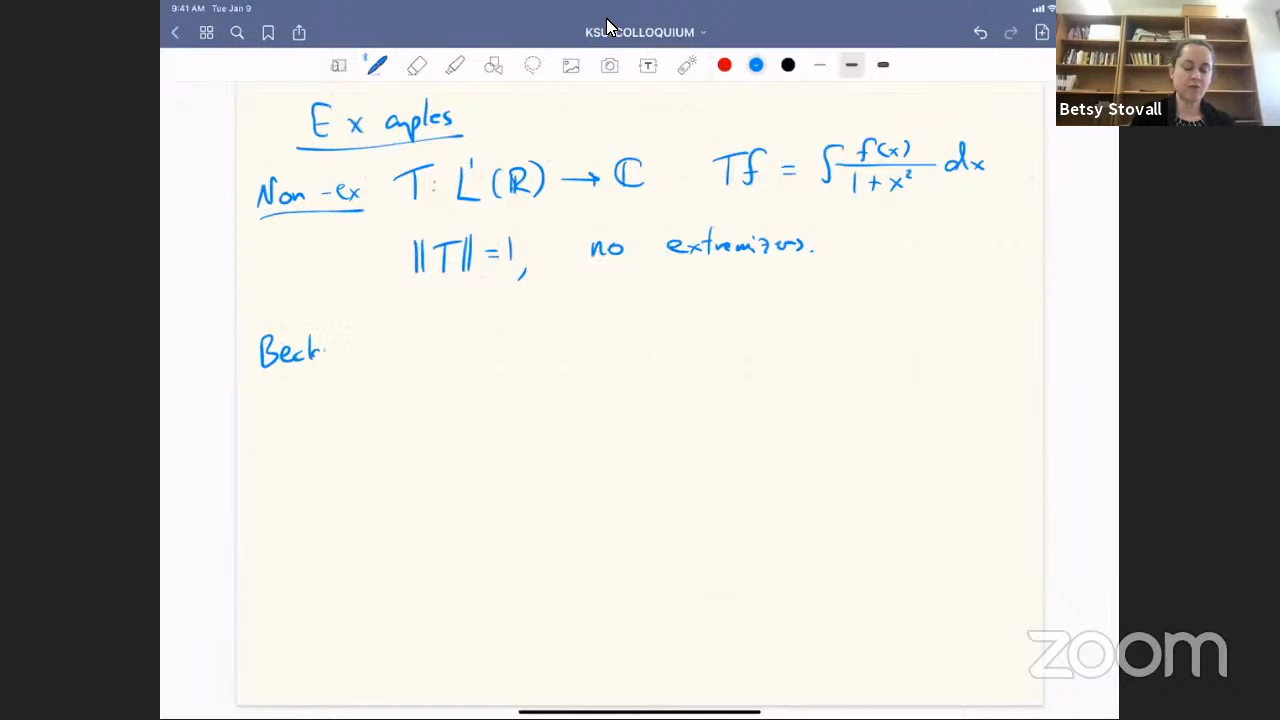 9:41 AM Tue Jan 9
KSU COLLOQUIUM
Betsy Stovall
Examples
Non-ex T: L¹(ℝ) → ℂ Tf = ∫ f(x)/(1+x²) dx
||T|| = 1, no extremizers.
Beck
zoom